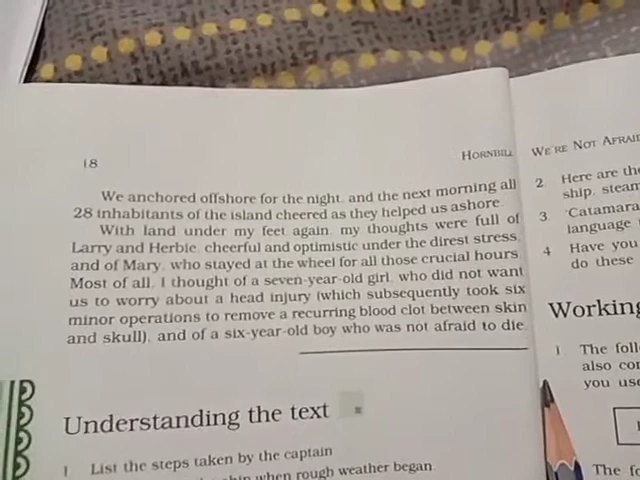 18
HORNBILL
We anchored offshore for the night, and the next morning all
28 inhabitants of the island cheered as they helped us ashore.
With land under my feet again, my thoughts were full of
Larry and Herbie, cheerful and optimistic under the direst stress,
and of Mary, who stayed at the wheel for all those crucial hours.
Most of all, I thought of a seven-year-old girl, who did not want
us to worry about a head injury (which subsequently took six
minor operations to remove a recurring blood clot between skin
and skull), and of a six-year-old boy who was not afraid to die.
Understanding the text
1 List the steps taken by the captain
when rough weather began.
WE'RE NOT
2 Here are
ship, steam
3 'Catamara
language
4 Have you
do these
Working
1 The
also
you
The